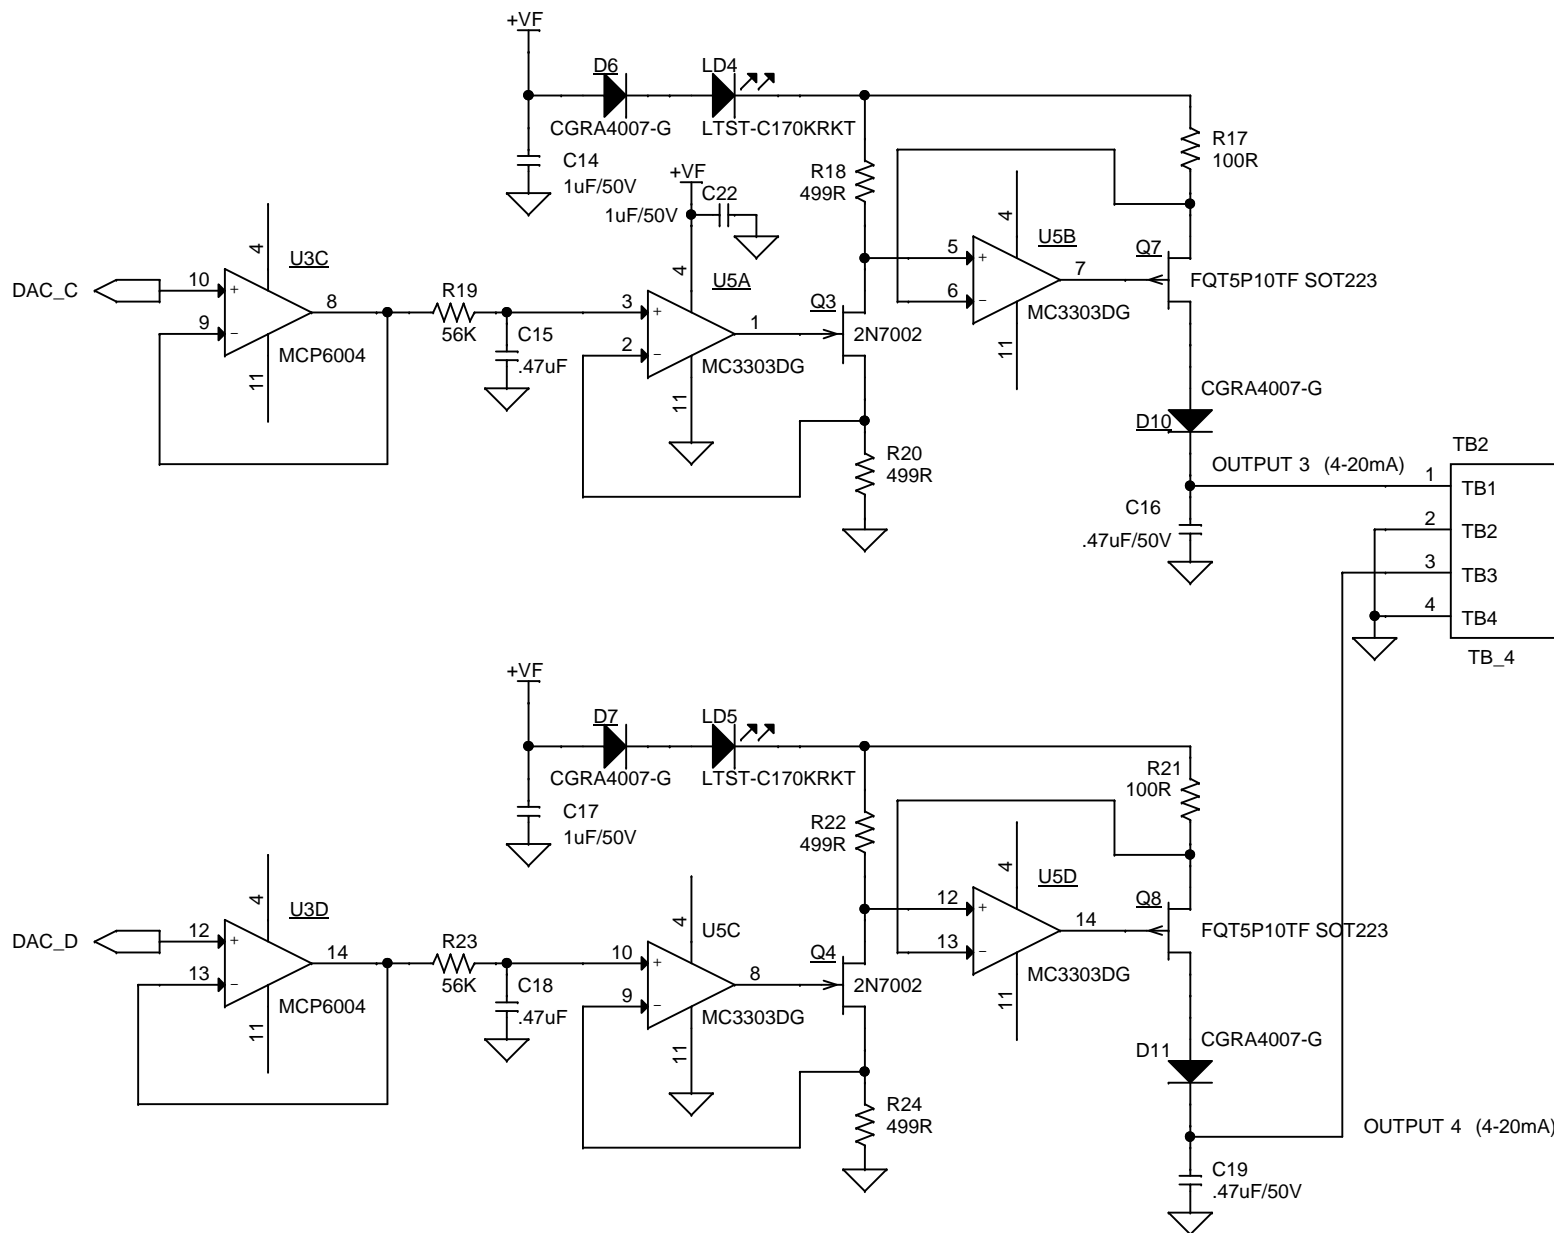 +VF
D6
LD4
CGRA4007-G
LTST-C170KRKT
C14
1uF/50V
+VF
C22
1uF/50V
R18
499R
R17
100R
4
U3C
DAC_C
10
+
8
9
−
MCP6004
11
R19
56K
C15
.47uF
4
U5A
3
+
1
2
−
MC3303DG
11
Q3
2N7002
R20
499R
4
U5B
5
+
7
6
−
MC3303DG
11
Q7
FQT5P10TF SOT223
CGRA4007-G
D10
OUTPUT 3 (4-20mA)
C16
.47uF/50V
TB2
1
TB1
2
TB2
3
TB3
4
TB4
TB_4
+VF
D7
LD5
CGRA4007-G
LTST-C170KRKT
C17
1uF/50V
R22
499R
R21
100R
4
U3D
DAC_D
12
+
14
13
−
MCP6004
11
R23
56K
C18
.47uF
4
U5C
10
+
8
9
−
MC3303DG
11
Q4
2N7002
R24
499R
4
U5D
12
+
14
13
−
MC3303DG
11
Q8
FQT5P10TF SOT223
CGRA4007-G
D11
OUTPUT 4 (4-20mA)
C19
.47uF/50V